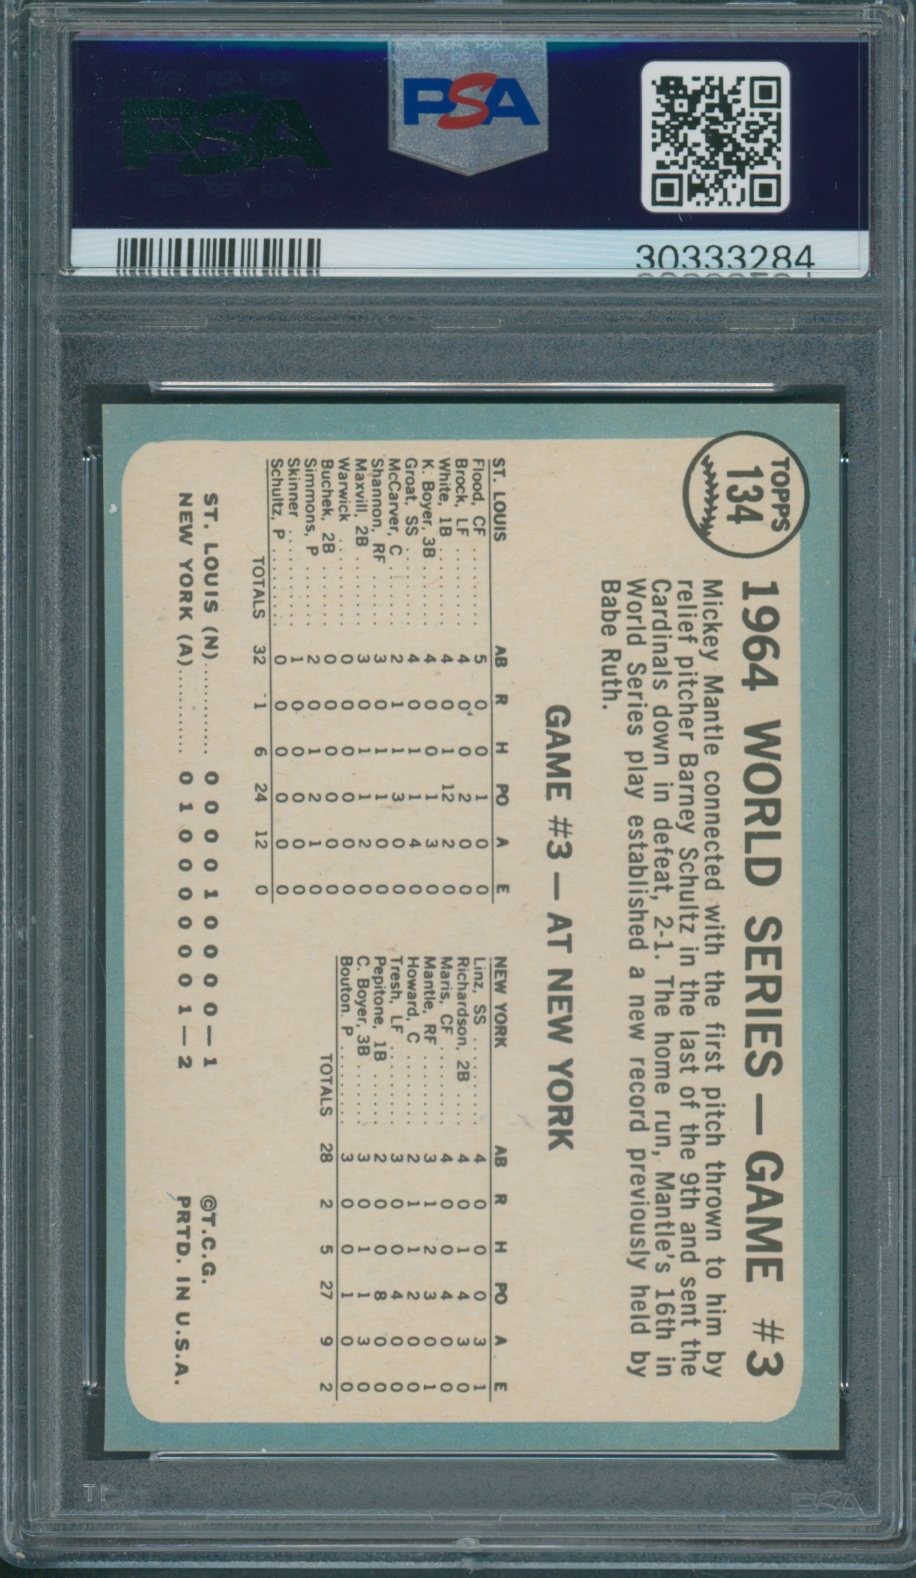 PSA
PSA
30333284
TOPPS
134
1964 WORLD SERIES — GAME #3
Mickey Mantle connected with the first pitch thrown to him by
relief pitcher Barney Schultz in the last of the 9th and sent the
Cardinals down in defeat, 2-1. The home run, Mantle's 16th in
World Series play established a new record previously held by
Babe Ruth.
GAME #3 — AT NEW YORK
ST. LOUIS AB R H PO A E
Flood, CF 5 0 0 1 0 0
Brock, LF 4 0 0 2 0 0
White, 1B 4 0 1 12 2 0
K. Boyer, 3B 4 0 0 1 3 0
Groat, SS 4 0 1 1 4 0
McCarver, C 2 1 1 3 0 0
Shannon, RF 3 0 1 1 0 0
Maxvill, 2B 3 0 1 1 2 0
Warwick 0 0 0 0 0 0
Buchek, 2B 0 0 0 0 0 0
Simmons, P 2 0 1 2 1 0
Skinner 1 0 0 0 0 0
Schultz, P 0 0 0 0 0 0
TOTALS 32 1 6 24 12 0
NEW YORK AB R H PO A E
Linz, SS 4 0 0 0 3 1
Richardson, 2B 4 0 1 4 3 0
Maris, CF 4 0 0 4 0 0
Mantle, RF 3 1 2 3 0 1
Howard, C 2 1 1 2 0 0
Tresh, LF 3 0 0 4 0 0
Pepitone, 1B 2 0 0 8 0 0
C. Boyer, 3B 3 0 1 1 3 0
Bouton, P 3 0 0 1 0 0
TOTALS 28 2 5 27 9 2
ST. LOUIS (N) 0 0 0 0 1 0 0 0 0—1
NEW YORK (A) 0 1 0 0 0 0 0 0 1—2
©T.C.G.
PRTD. IN U.S.A.
PSA